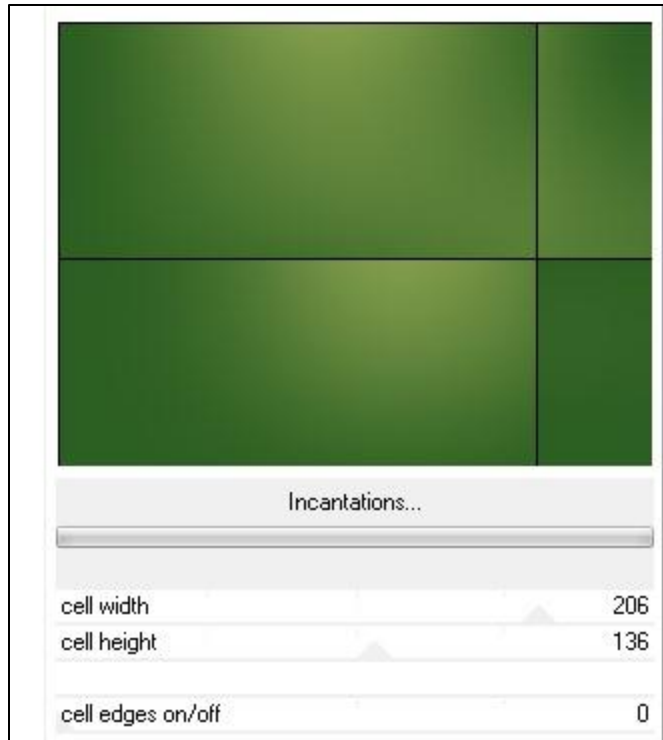 Incantations...
cell width 206
cell height 136
cell edges on/off 0